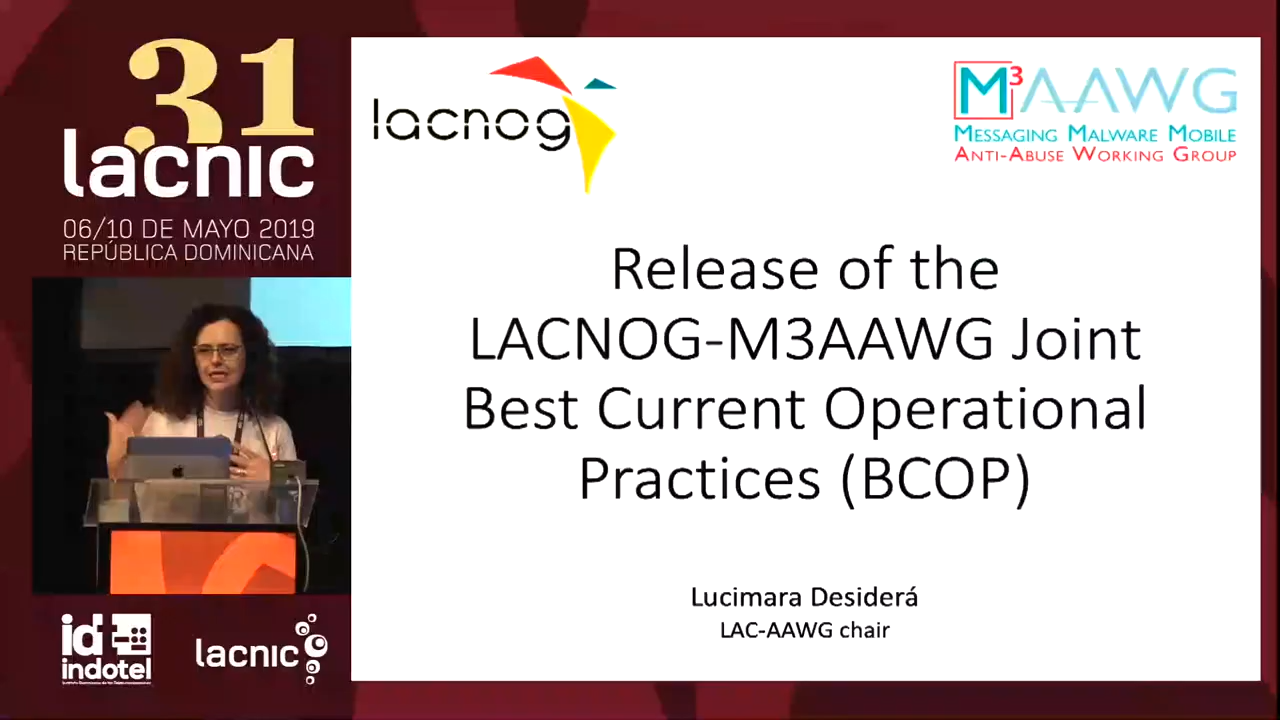 31
lacnic
06/10 DE MAYO 2019
REPÚBLICA DOMINICANA
lacnog
M³AAWG
MESSAGING MALWARE MOBILE
ANTI-ABUSE WORKING GROUP
Release of the
LACNOG-M3AAWG Joint
Best Current Operational
Practices (BCOP)
Lucimara Desiderá
LAC-AAWG chair
id
indotel
lacnic